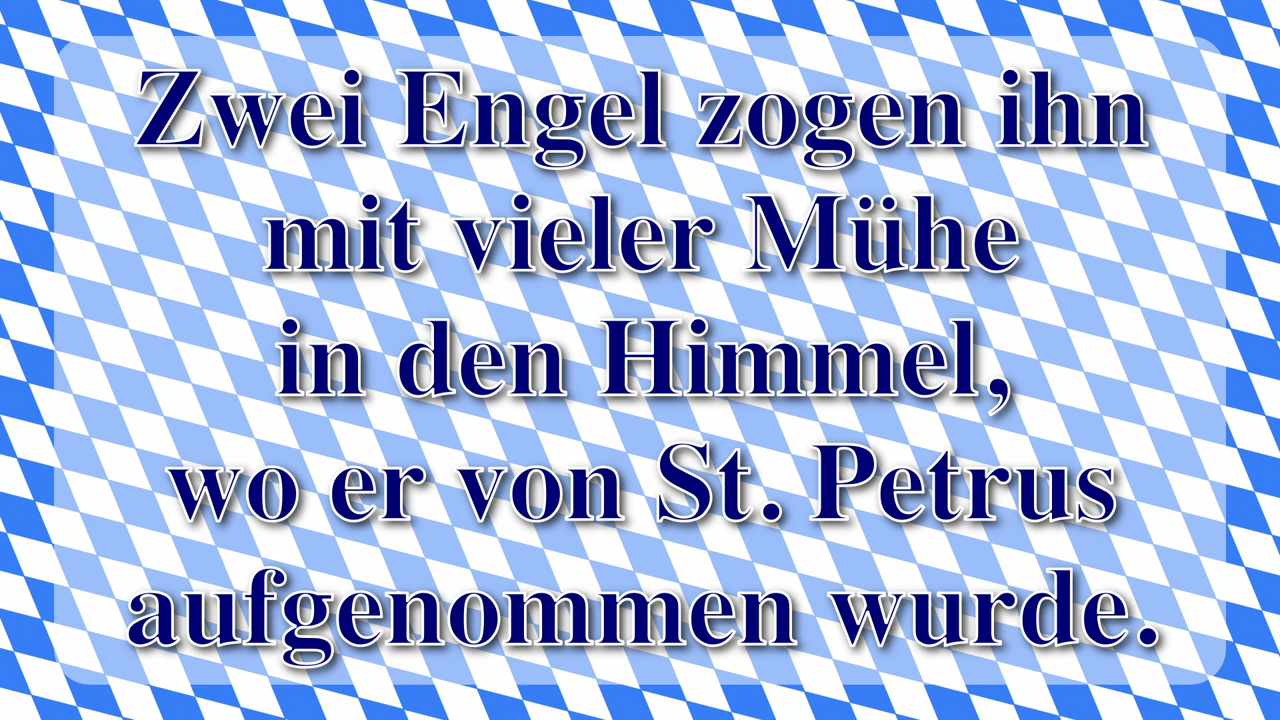 Zwei Engel zogen ihn
mit vieler Mühe
in den Himmel,
wo er von St. Petrus
aufgenommen wurde.